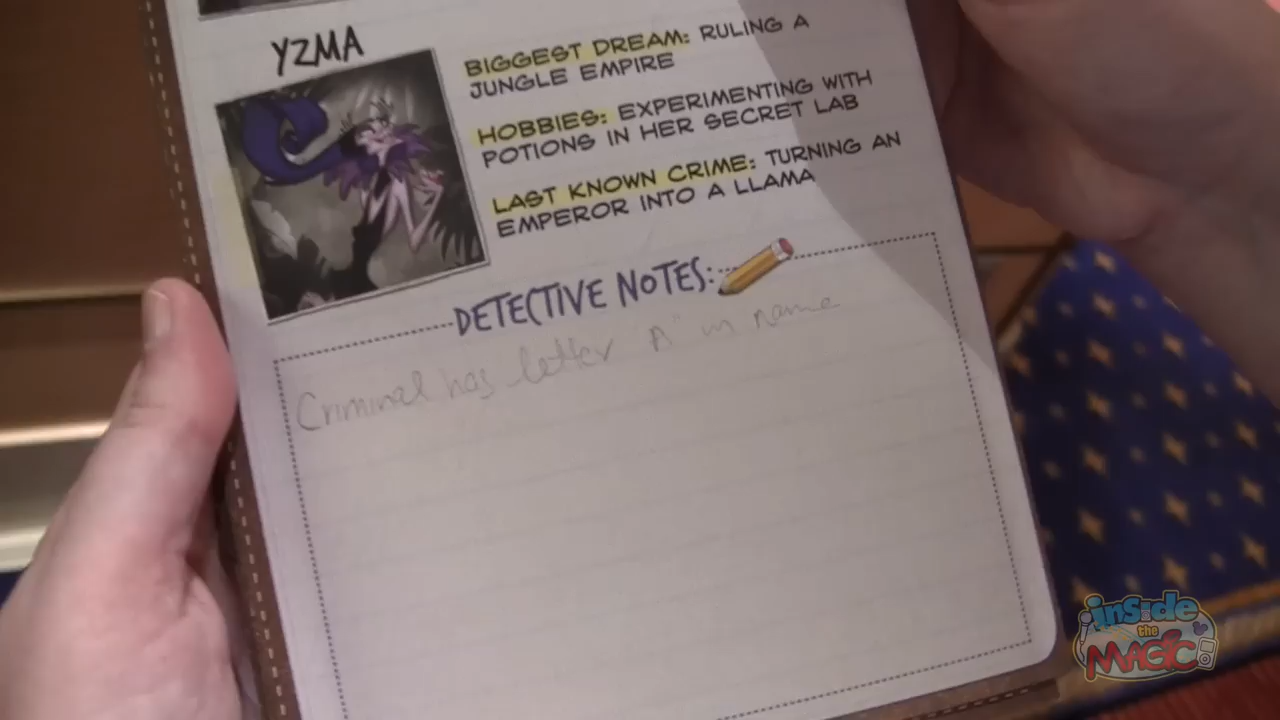 YZMA
BIGGEST DREAM: RULING A
JUNGLE EMPIRE
HOBBIES: EXPERIMENTING WITH
POTIONS IN HER SECRET LAB
LAST KNOWN CRIME: TURNING AN
EMPEROR INTO A LLAMA
DETECTIVE NOTES:
Criminal has letter "A" in name
inside
the
MAGIC